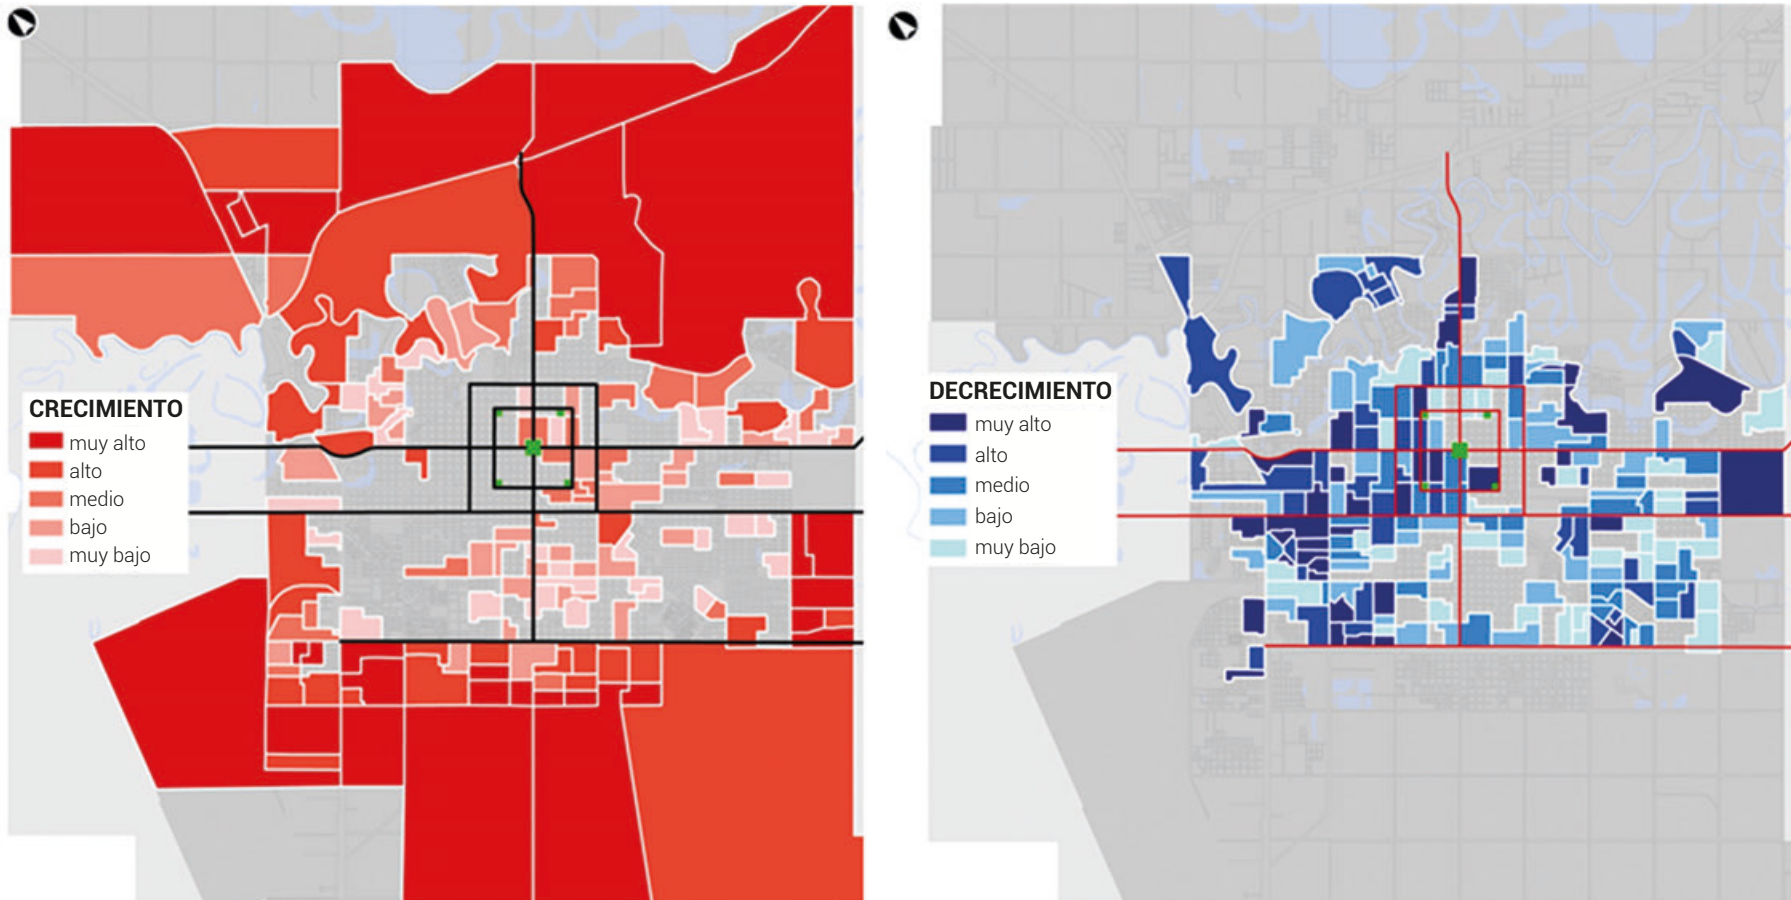 CRECIMIENTO
muy alto
alto
medio
bajo
muy bajo
DECRECIMIENTO
muy alto
alto
medio
bajo
muy bajo